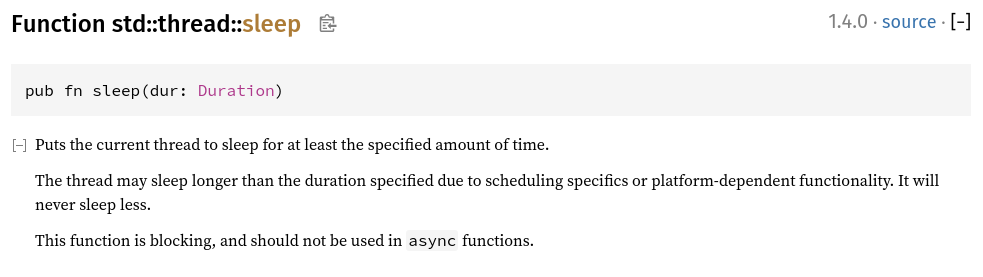 Function std::thread::sleep 1.4.0 · source · [-]
pub fn sleep(dur: Duration)
[-] Puts the current thread to sleep for at least the specified amount of time.
The thread may sleep longer than the duration specified due to scheduling specifics or platform-dependent functionality. It will
never sleep less.
This function is blocking, and should not be used in async functions.